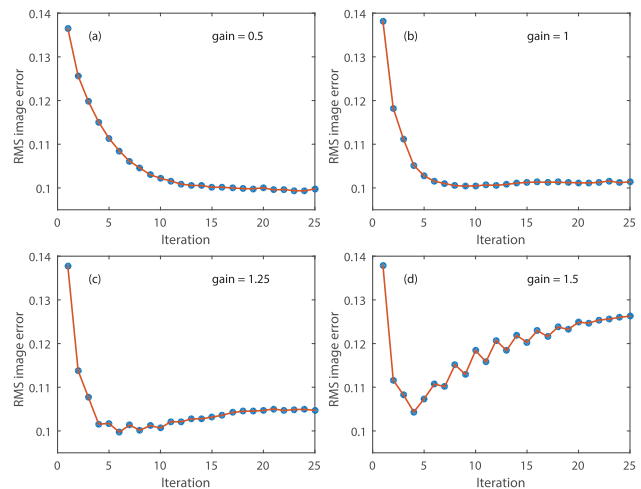 (a) gain = 0.5
0.14
0.13
0.12
0.11
0.1
RMS image error
0 5 10 15 20 25
Iteration
(b) gain = 1
0.14
0.13
0.12
0.11
0.1
RMS image error
0 5 10 15 20 25
Iteration
(c) gain = 1.25
0.14
0.13
0.12
0.11
0.1
RMS image error
0 5 10 15 20 25
Iteration
(d) gain = 1.5
0.14
0.13
0.12
0.11
0.1
RMS image error
0 5 10 15 20 25
Iteration